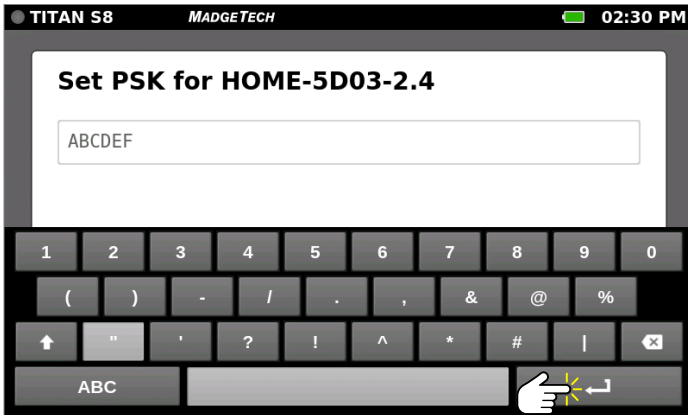 TITAN S8 MADGETECH 02:30 PM
Set PSK for HOME-5D03-2.4
ABCDEF
1 2 3 4 5 6 7 8 9 0
( ) - / . , & @ %
" ' ? ! ^ * # |
ABC